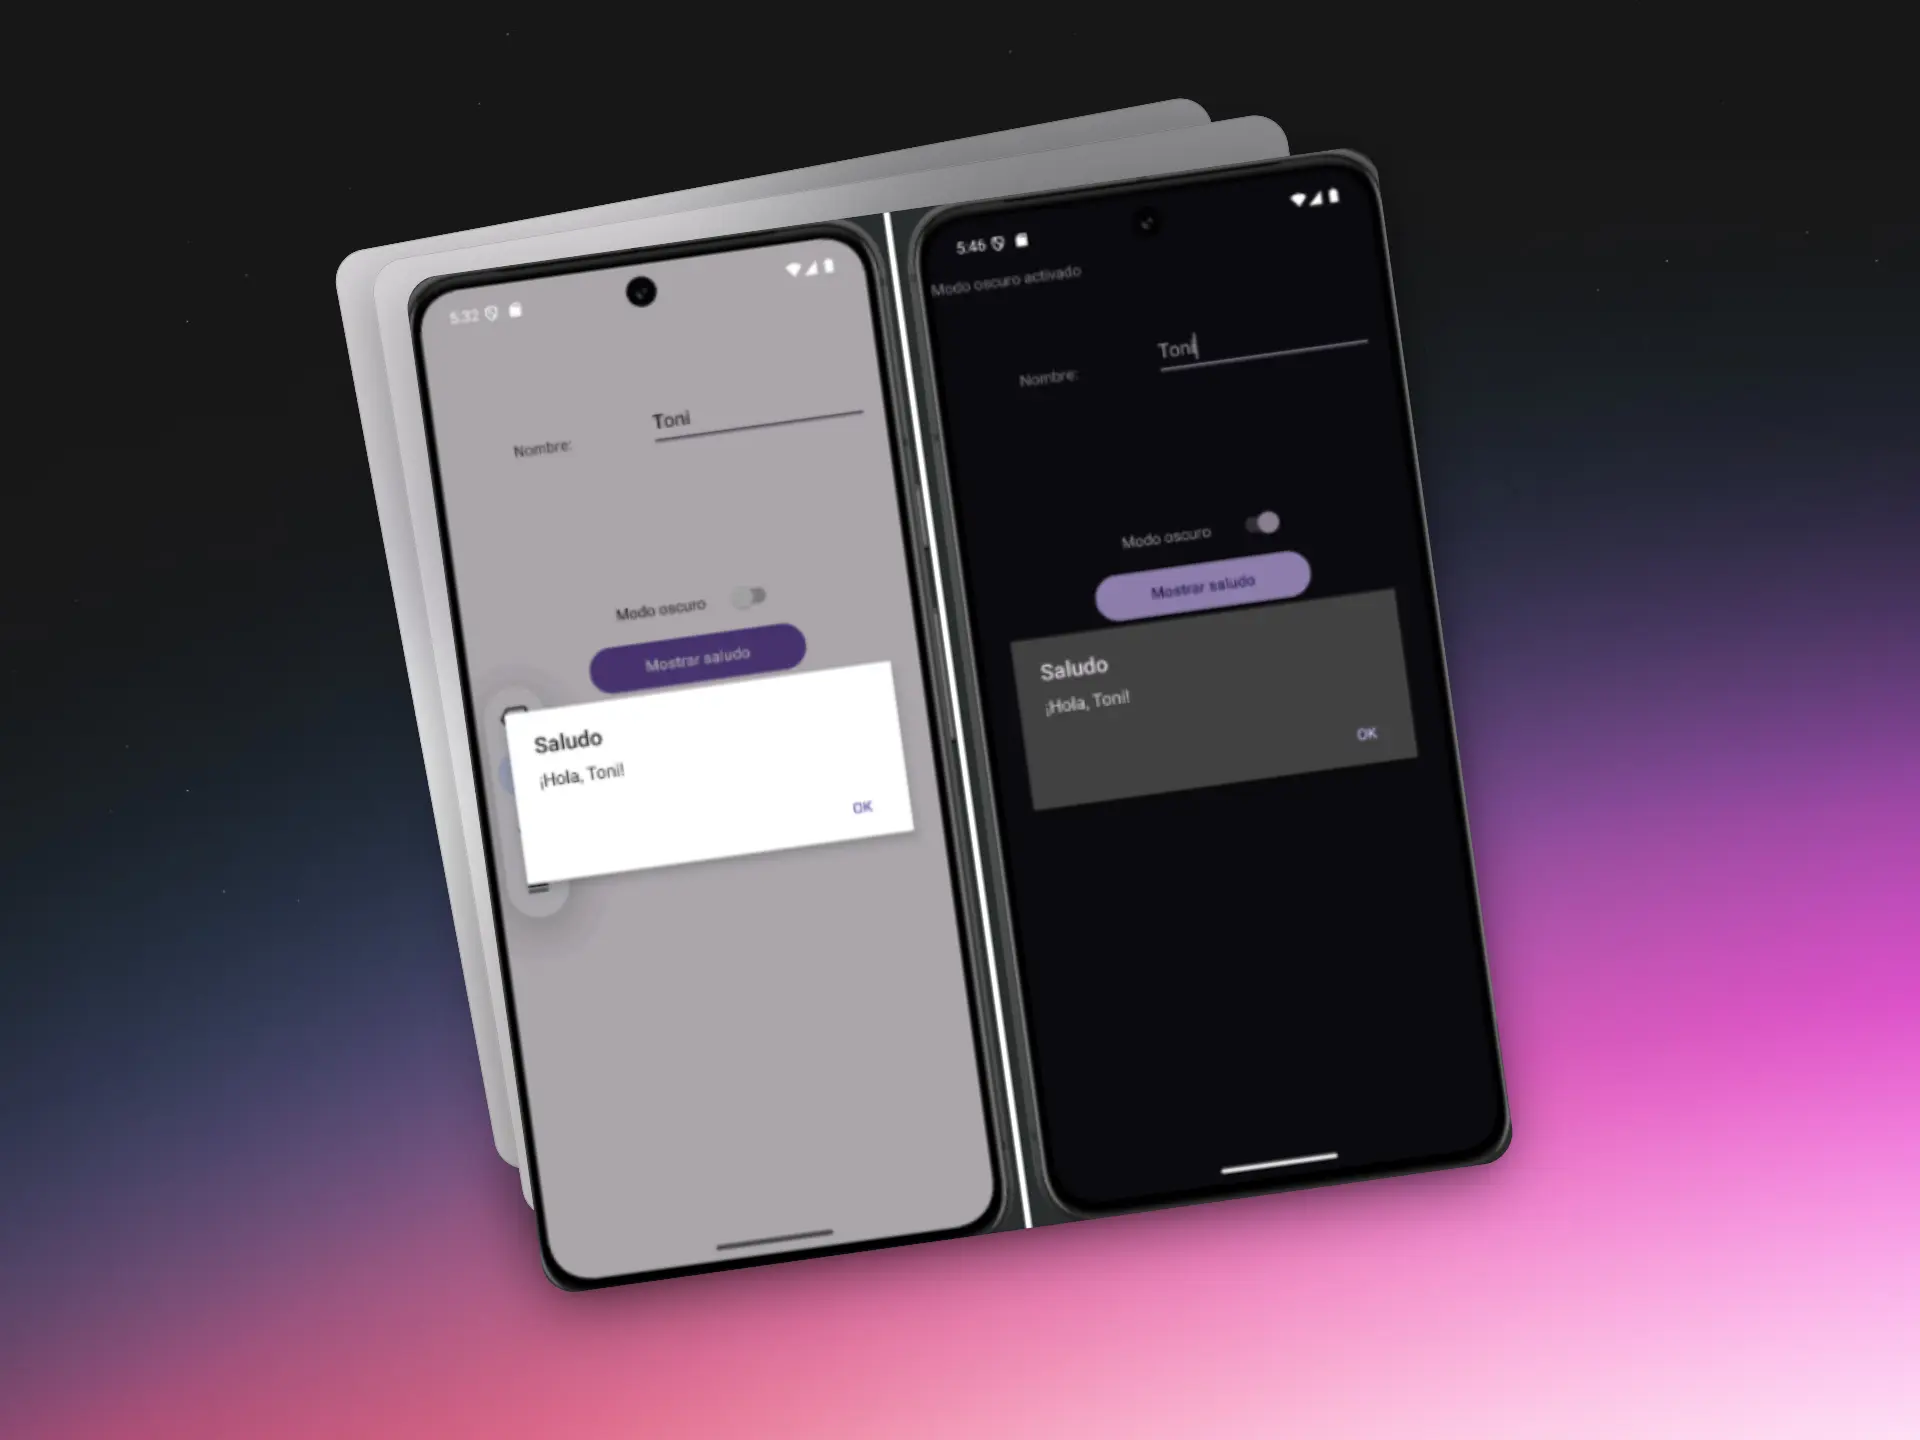 5:32
Nombre:
Toni
Modo oscuro
Mostrar saludo
Saludo
¡Hola, Toni!
OK
5:46
Modo oscuro activado
Nombre:
Toni
Modo oscuro
Mostrar saludo
Saludo
¡Hola, Toni!
OK